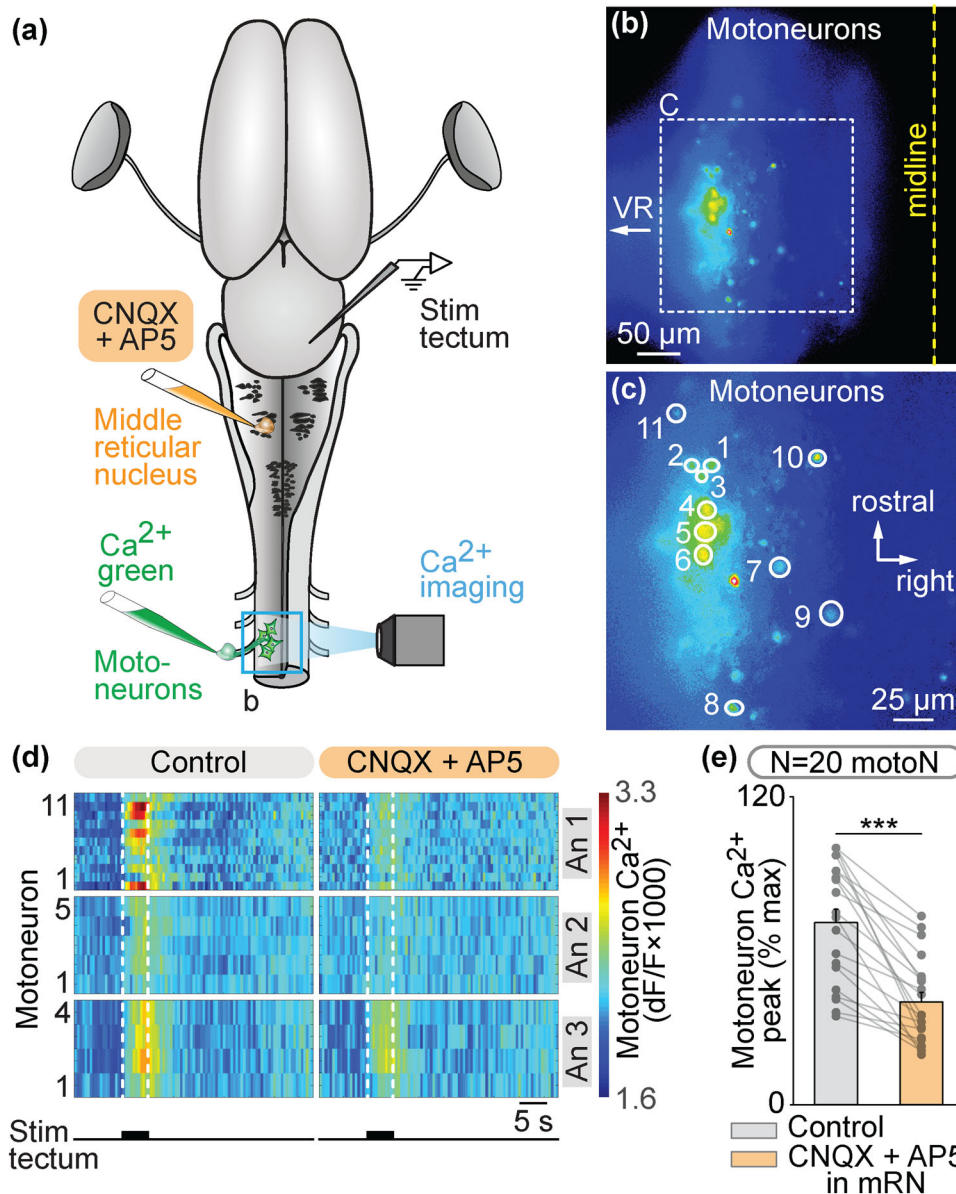 (a)
CNQX
+ AP5
Stim
tectum
Middle
reticular
nucleus
Ca2+
green
Ca2+
imaging
Moto-
neurons
b
(b)
Motoneurons
C
VR
midline
50 µm
(c)
Motoneurons
11
2
1
3
10
4
5
6
7
rostral
right
9
8
25 µm
(d)
Control
CNQX + AP5
Motoneuron
11
1
5
1
4
1
An 1
An 2
An 3
3.3
1.6
Motoneuron Ca2+
(dF/F×1000)
5 s
Stim
tectum
(e)
N=20 motoN
120
***
Motoneuron Ca2+
peak (% max)
0
Control
CNQX + AP5
in mRN